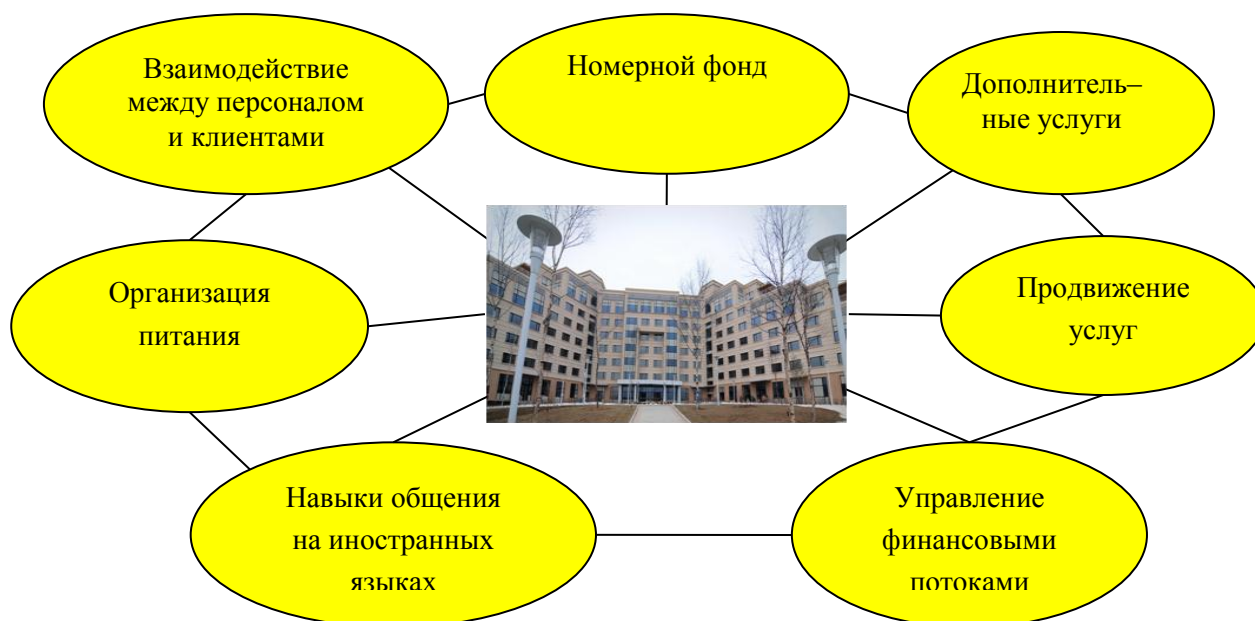 Взаимодействие
между персоналом
и клиентами
Номерной фонд
Дополнитель–
ные услуги
Организация
питания
Продвижение
услуг
Навыки общения
на иностранных
языках
Управление
финансовыми
потоками